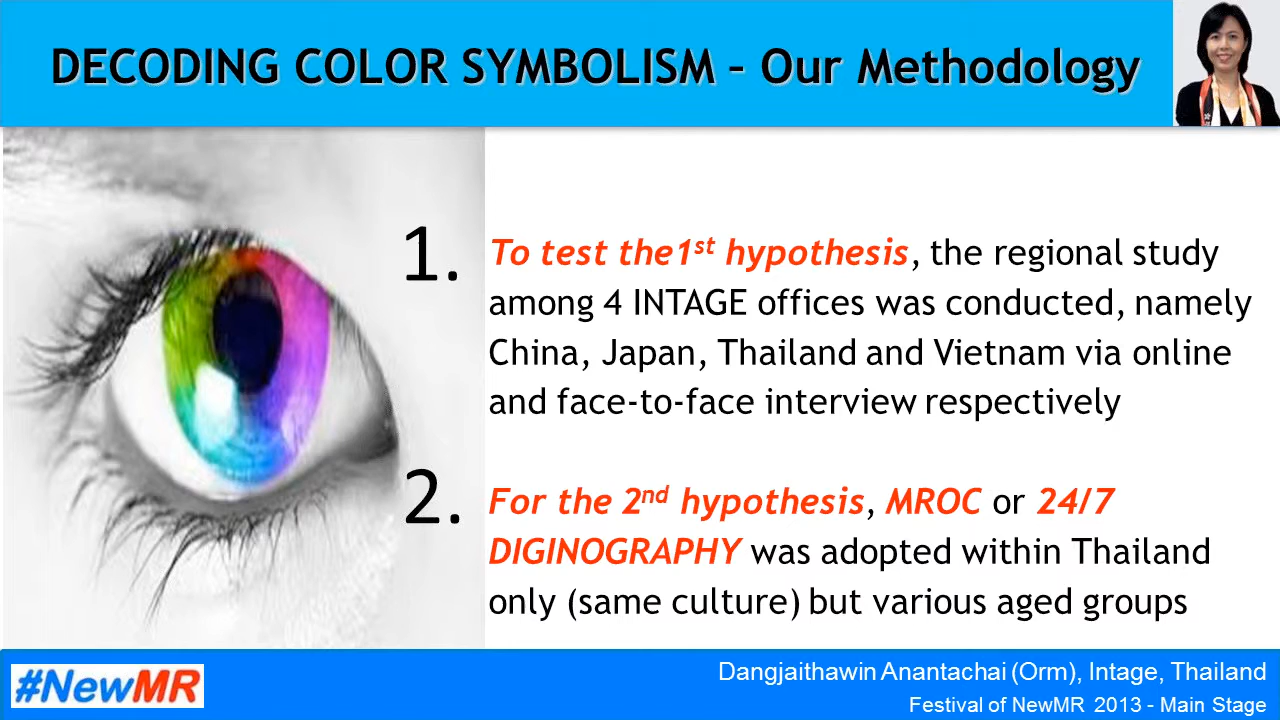 DECODING COLOR SYMBOLISM – Our Methodology
1. To test the1st hypothesis, the regional study
among 4 INTAGE offices was conducted, namely
China, Japan, Thailand and Vietnam via online
and face-to-face interview respectively
2. For the 2nd hypothesis, MROC or 24/7
DIGINOGRAPHY was adopted within Thailand
only (same culture) but various aged groups
#NewMR
Dangjaithawin Anantachai (Orm), Intage, Thailand
Festival of NewMR 2013 - Main Stage